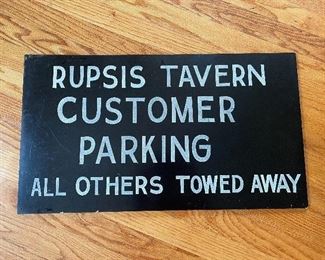 RUPSIS TAVERN
CUSTOMER
PARKING
ALL OTHERS TOWED AWAY